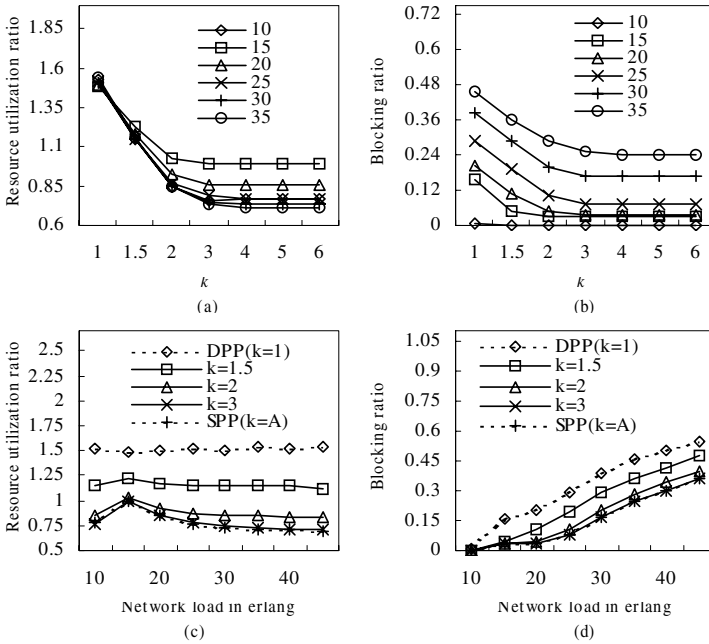 Resource utilization ratio
1.85
1.6
1.35
1.1
0.85
0.6
10
15
20
25
30
35
1 1.5 2 3 4 5 6
k
(a)
Blocking ratio
0.72
0.6
0.48
0.36
0.24
0.12
0
10
15
20
25
30
35
1 1.5 2 3 4 5 6
k
(b)
Resource utilization ratio
2.5
2.25
2
1.75
1.5
1.25
1
0.75
0.5
DPP(k=1)
k=1.5
k=2
k=3
SPP(k=A)
10 20 30 40
Network load in erlang
(c)
Blocking ratio
1.05
0.9
0.75
0.6
0.45
0.3
0.15
0
DPP(k=1)
k=1.5
k=2
k=3
SPP(k=A)
10 20 30 40
Network load in erlang
(d)